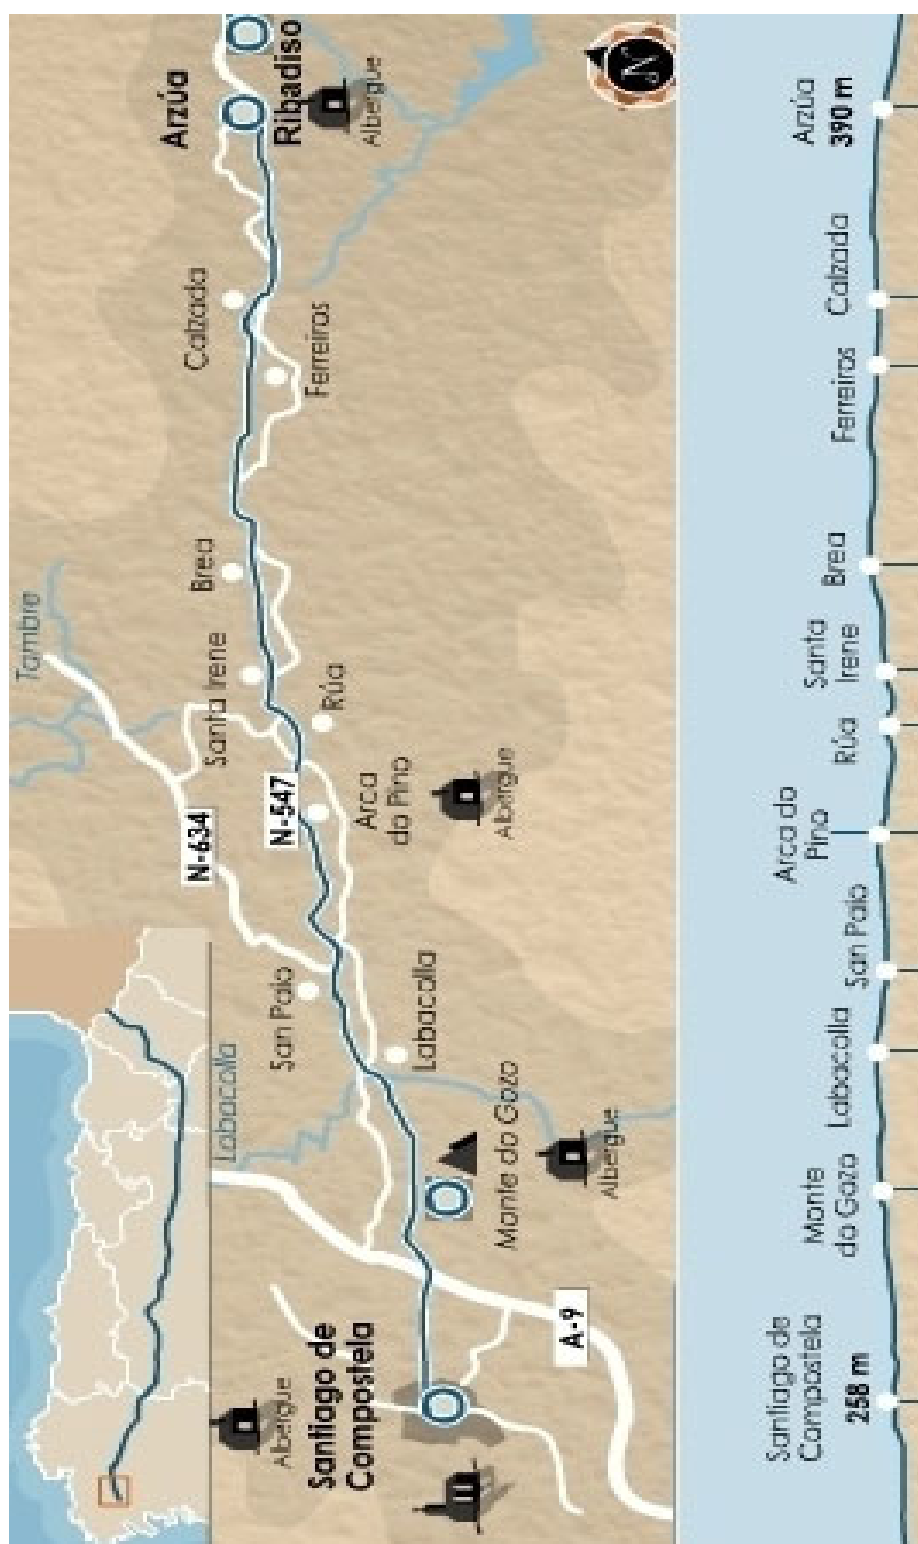 Tambre
Arzúa
Calzada
Brea
N-634
Santa Irene
Labacolla
Albergue
San Paio
N-547
Ribadiso
Ferreiros
Santiago de
Compostela
Rúa
Arca
do Pino
Albergue
Labacolla
Monte do Gozo
Albergue
A-9
Albergue
N
Santiago de
Compostela
258 m
Monte
do Gozo
Labacolla
San Paio
Arca do
Pino
Rúa
Santa
Irene
Brea
Ferreiros
Calzada
Arzúa
390 m